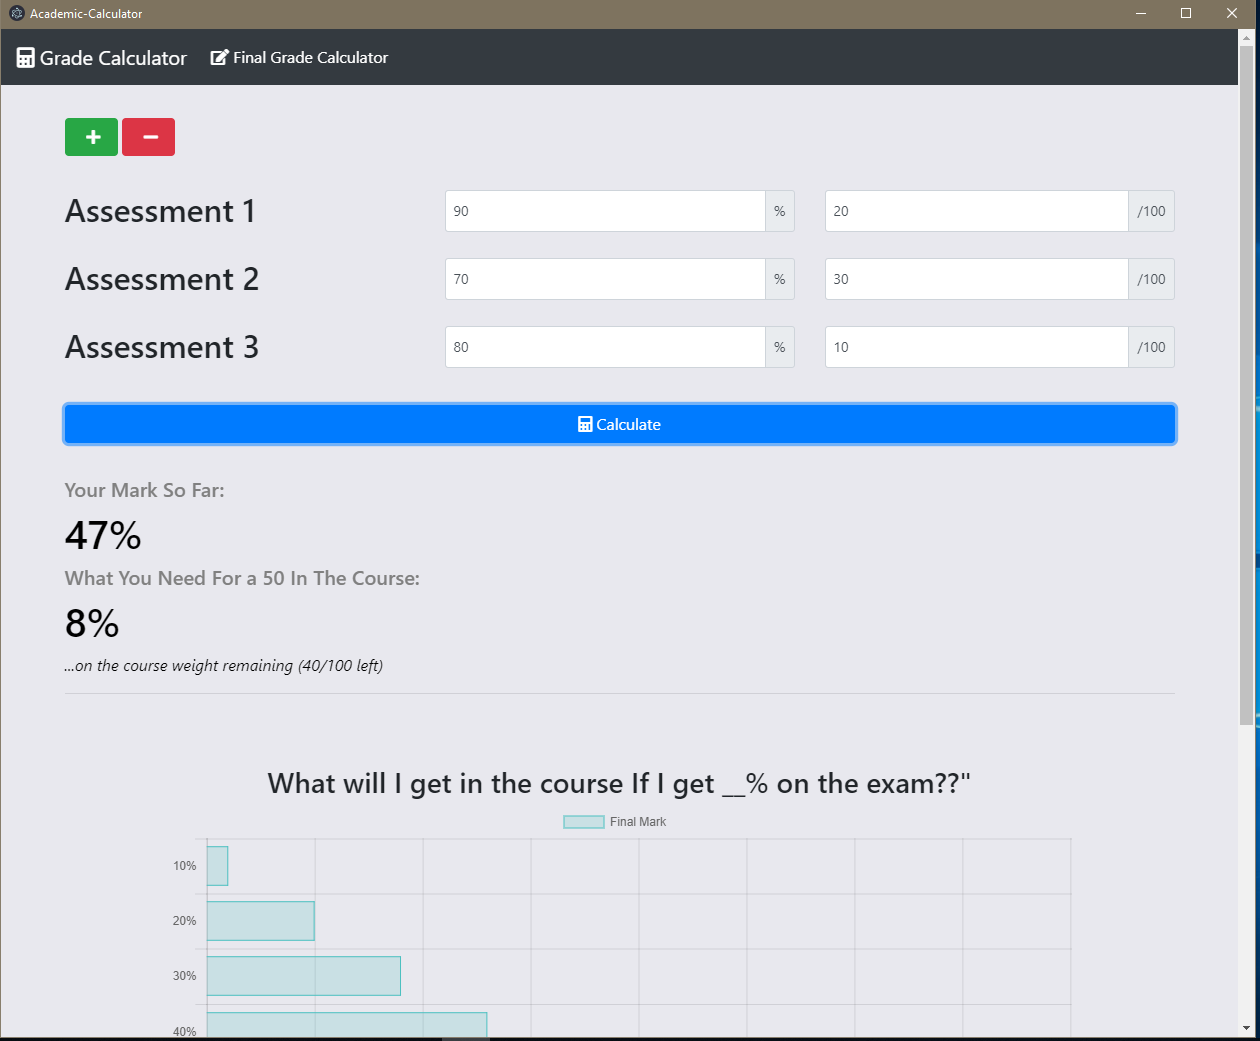 Academic-Calculator
Grade Calculator Final Grade Calculator
Assessment 1 90 % 20 /100
Assessment 2 70 % 30 /100
Assessment 3 80 % 10 /100
Calculate
Your Mark So Far:
47%
What You Need For a 50 In The Course:
8%
...on the course weight remaining (40/100 left)
What will I get in the course If I get __% on the exam??"
Final Mark
10%
20%
30%
40%